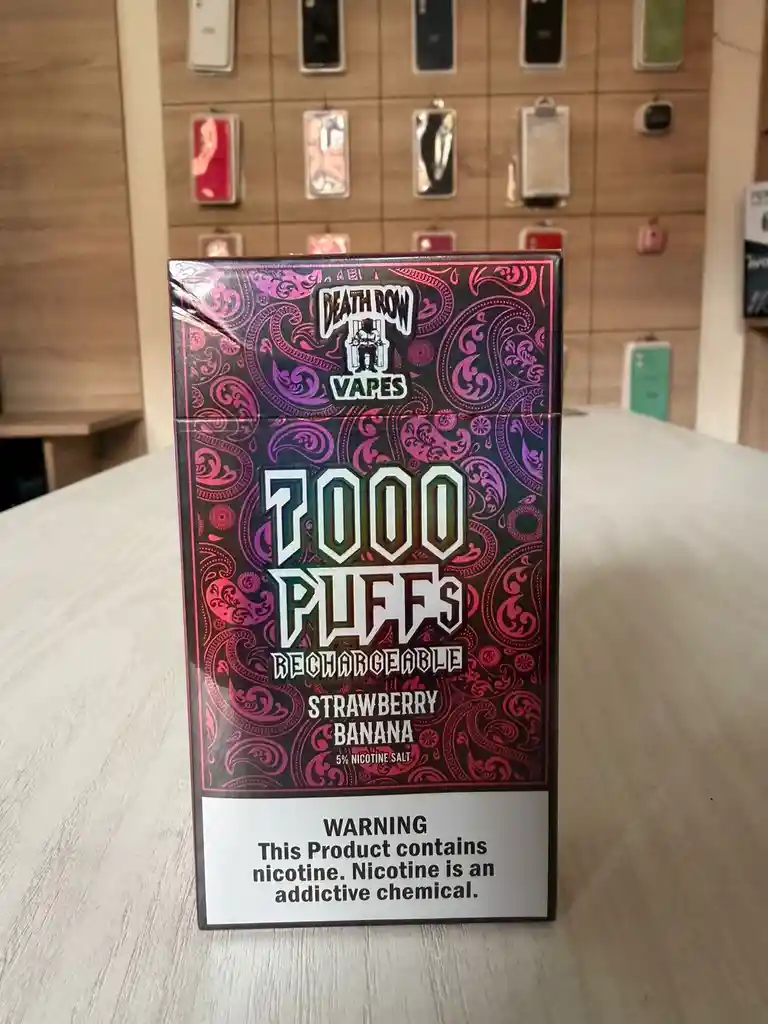 DEATH ROW
VAPES
7000
PUFFs
RECHARGEABLE
STRAWBERRY
BANANA
5% NICOTINE SALT
WARNING
This Product contains
nicotine. Nicotine is an
addictive chemical.